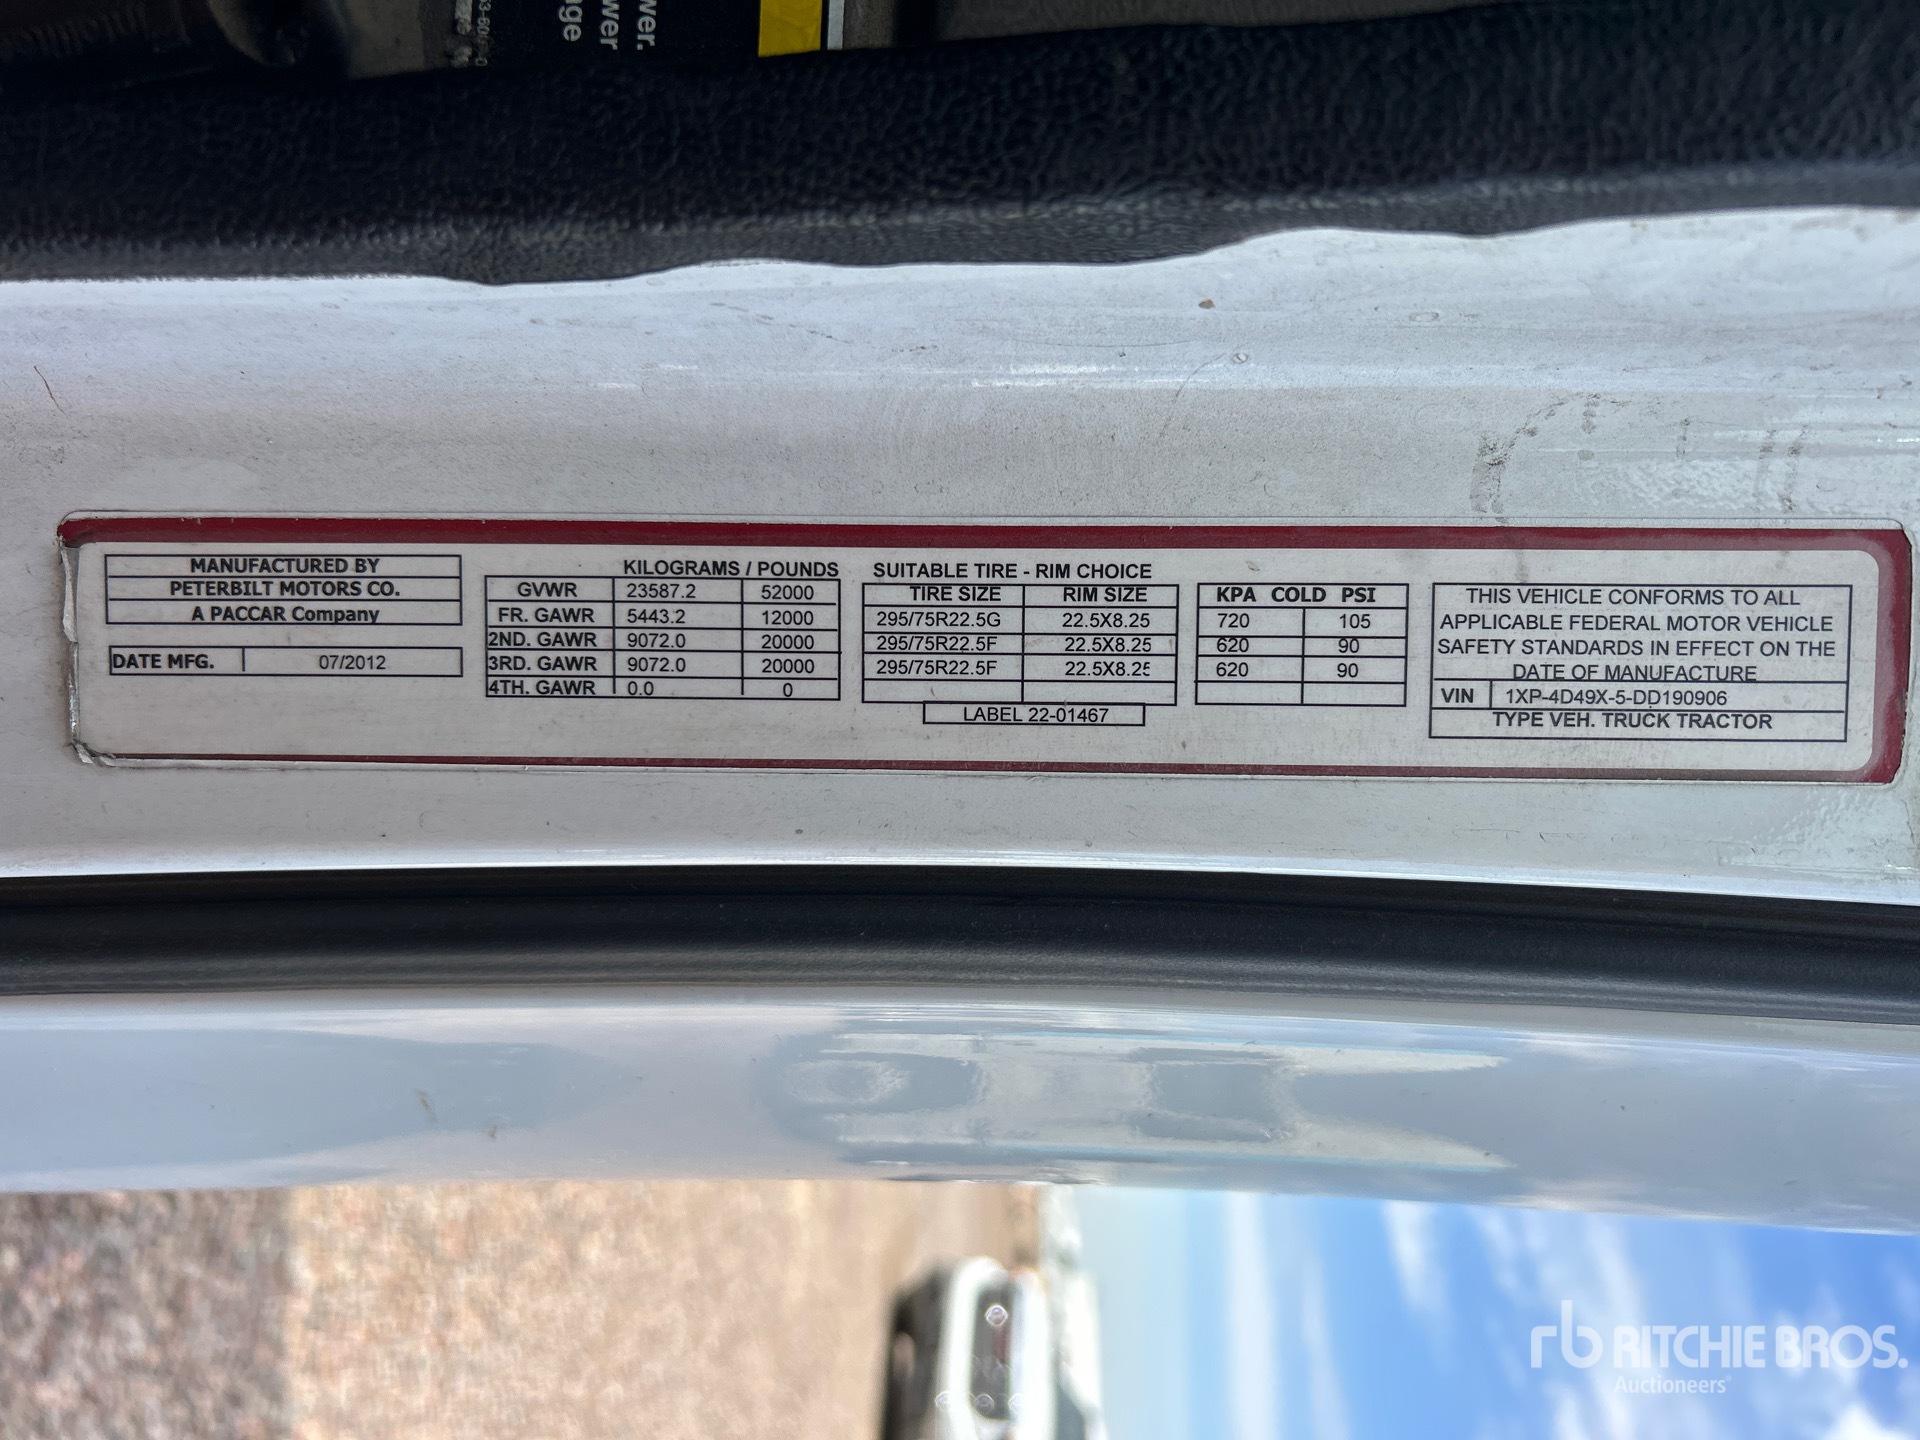 wer.
wer
nge
MANUFACTURED BY
PETERBILT MOTORS CO.
A PACCAR Company
DATE MFG. 07/2012
KILOGRAMS / POUNDS
GVWR 23587.2 52000
FR. GAWR 5443.2 12000
2ND. GAWR 9072.0 20000
3RD. GAWR 9072.0 20000
4TH. GAWR 0.0 0
SUITABLE TIRE - RIM CHOICE
TIRE SIZE RIM SIZE
295/75R22.5G 22.5X8.25
295/75R22.5F 22.5X8.25
295/75R22.5F 22.5X8.25
LABEL 22-01467
KPA COLD PSI
720 105
620 90
620 90
THIS VEHICLE CONFORMS TO ALL
APPLICABLE FEDERAL MOTOR VEHICLE
SAFETY STANDARDS IN EFFECT ON THE
DATE OF MANUFACTURE
VIN 1XP-4D49X-5-DD190906
TYPE VEH. TRUCK TRACTOR
rb RITCHIE BROS.
Auctioneers